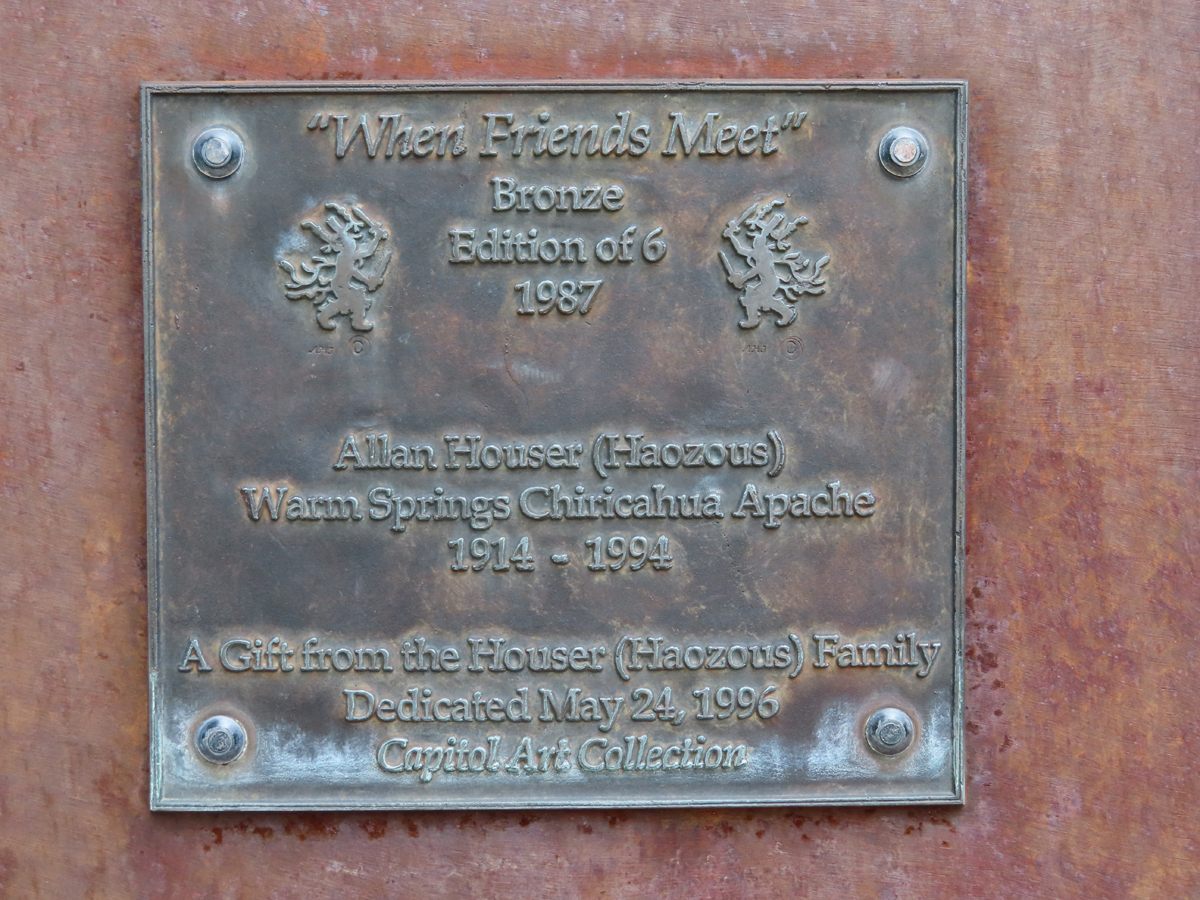 “When Friends Meet”
Bronze
Edition of 6
1987
©
©
Allan Houser (Haozous)
Warm Springs Chiricahua Apache
1914 - 1994
A Gift from the Houser (Haozous) Family
Dedicated May 24, 1996
Capitol Art Collection